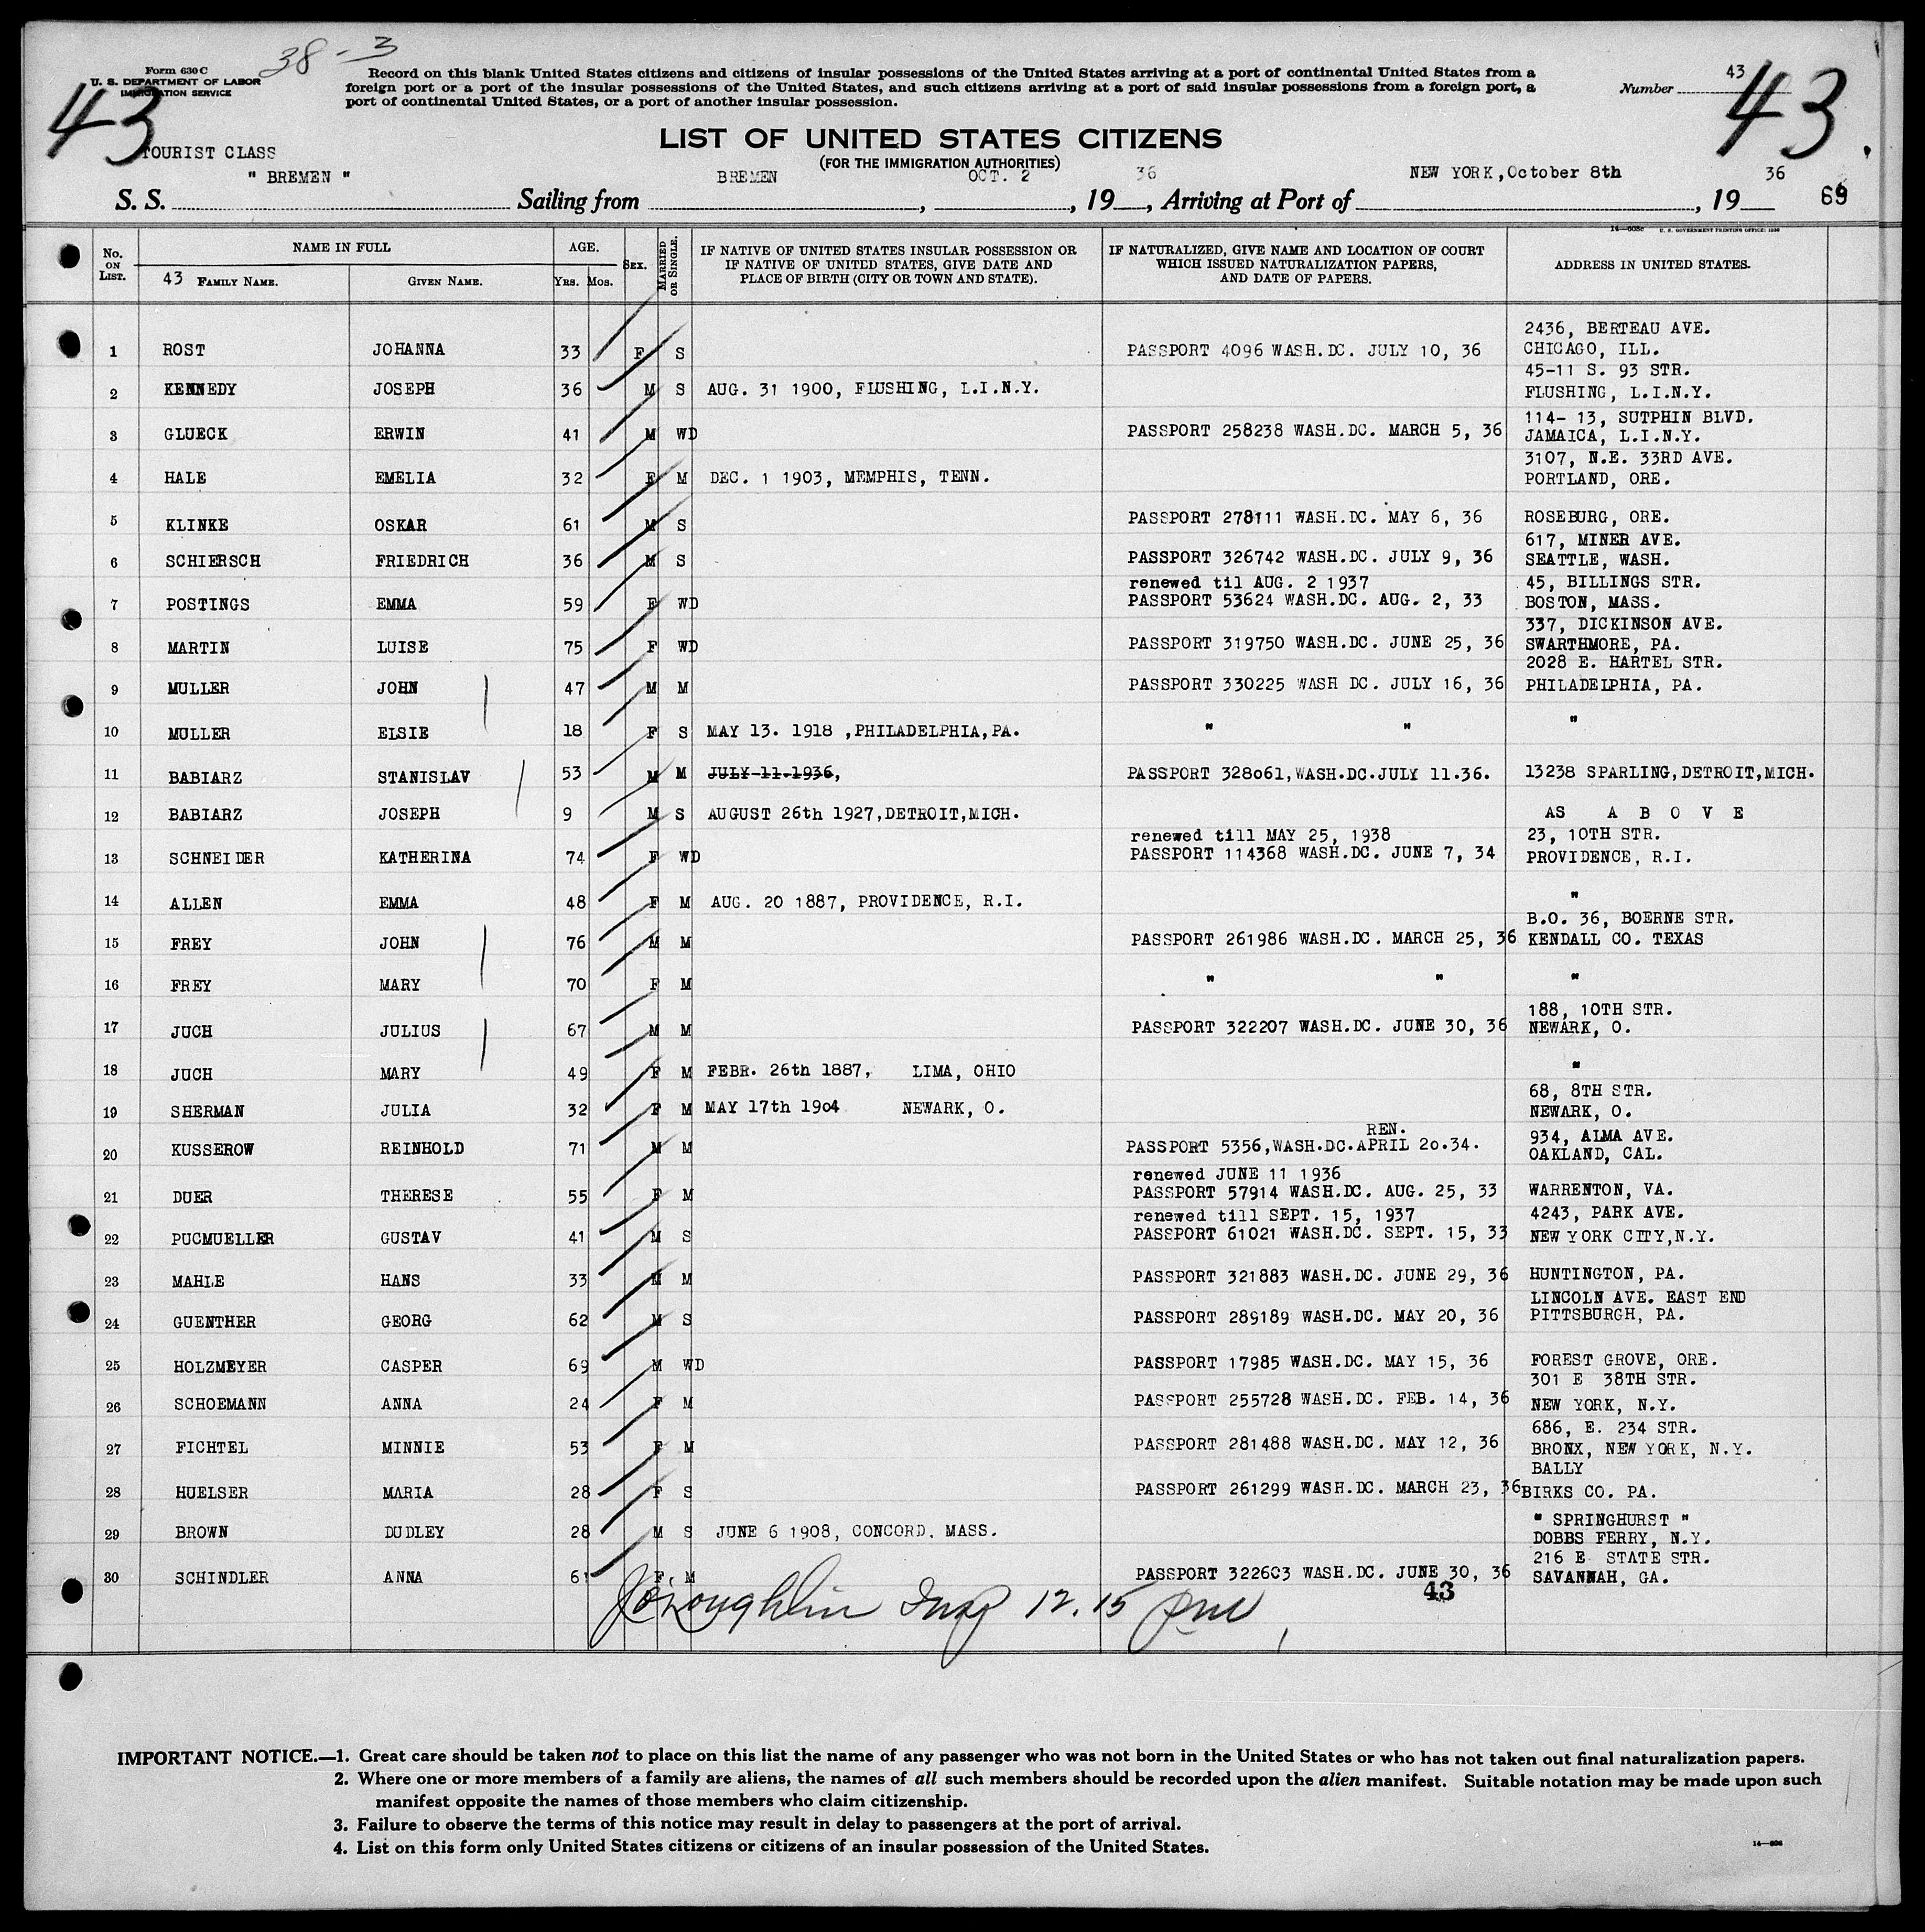 38-3
Form 630 C
U. S. DEPARTMENT OF LABOR
IMMIGRATION SERVICE
43
Record on this blank United States citizens and citizens of insular possessions of the United States arriving at a port of continental United States from a
foreign port or a port of the insular possessions of the United States, and such citizens arriving at a port of said insular possessions from a foreign port, a
port of continental United States, or a port of another insular possession.
Number 43
43
LIST OF UNITED STATES CITIZENS
(FOR THE IMMIGRATION AUTHORITIES)
TOURIST CLASS
S. S. " BREMEN " Sailing from BREMEN, OCT. 2, 1936, Arriving at Port of NEW YORK, October 8th, 1936
14—608c U. S. GOVERNMENT PRINTING OFFICE: 1936
No. ON LIST. NAME IN FULL AGE. SEX. MARRIED OR SINGLE. IF NATIVE OF UNITED STATES INSULAR POSSESSION OR IF NATIVE OF UNITED STATES, GIVE DATE AND PLACE OF BIRTH (CITY OR TOWN AND STATE). IF NATURALIZED, GIVE NAME AND LOCATION OF COURT WHICH ISSUED NATURALIZATION PAPERS, AND DATE OF PAPERS. ADDRESS IN UNITED STATES.
43 FAMILY NAME. GIVEN NAME. YRS. MOS.
2436, BERTEAU AVE.
1 ROST JOHANNA 33 F S PASSPORT 4096 WASH.DC. JULY 10, 36 CHICAGO, ILL.
45-11 S. 93 STR.
2 KENNEDY JOSEPH 36 M S AUG. 31 1900, FLUSHING, L.I.N.Y. FLUSHING, L.I.N.Y.
114- 13, SUTPHIN BLVD.
3 GLUECK ERWIN 41 M WD PASSPORT 258238 WASH.DC. MARCH 5, 36 JAMAICA, L.I.N.Y.
3107, N.E. 33RD AVE.
4 HALE EMELIA 32 F M DEC. 1 1903, MEMPHIS, TENN. PORTLAND, ORE.
5 KLINKE OSKAR 61 M S PASSPORT 278111 WASH.DC. MAY 6, 36 ROSEBURG, ORE.
617, MINER AVE.
6 SCHIERSCH FRIEDRICH 36 M S PASSPORT 326742 WASH.DC. JULY 9, 36 SEATTLE, WASH.
renewed til AUG. 2 1937 45, BILLINGS STR.
7 POSTINGS EMMA 59 F WD PASSPORT 53624 WASH.DC. AUG. 2, 33 BOSTON, MASS.
337, DICKINSON AVE.
8 MARTIN LUISE 75 F WD PASSPORT 319750 WASH.DC. JUNE 25, 36 SWARTHMORE, PA.
2028 E. HARTEL STR.
9 MULLER JOHN 47 M M PASSPORT 330225 WASH DC. JULY 16, 36 PHILADELPHIA, PA.
10 MULLER ELSIE 18 F S MAY 13. 1918 ,PHILADELPHIA,PA. " " "
11 BABIARZ STANISLAV 53 M M JULY-11-1936, PASSPORT 328061,WASH.DC.JULY 11.36. 13238 SPARLING,DETROIT,MICH.
12 BABIARZ JOSEPH 9 M S AUGUST 26th 1927,DETROIT,MICH. AS A B O V E
renewed till MAY 25, 1938 23, 10TH STR.
13 SCHNEIDER KATHERINA 74 F WD PASSPORT 114368 WASH.DC. JUNE 7, 34 PROVIDENCE, R.I.
14 ALLEN EMMA 48 F M AUG. 20 1887, PROVIDENCE, R.I. "
B.O. 36, BOERNE STR.
15 FREY JOHN 76 M M PASSPORT 261986 WASH.DC. MARCH 25, 36 KENDALL CO. TEXAS
16 FREY MARY 70 F M " " "
188, 10TH STR.
17 JUCH JULIUS 67 M M PASSPORT 322207 WASH.DC. JUNE 30, 36 NEWARK, O.
18 JUCH MARY 49 F M FEBR. 26th 1887, LIMA, OHIO "
68, 8TH STR.
19 SHERMAN JULIA 32 F M MAY 17th 19o4 NEWARK, O. NEWARK, O.
REN. 934, ALMA AVE.
20 KUSSEROW REINHOLD 71 M M PASSPORT 5356,WASH.DC.APRIL 2o.34. OAKLAND, CAL.
renewed JUNE 11 1936
21 DUER THERESE 55 F M PASSPORT 57914 WASH.DC. AUG. 25, 33 WARRENTON, VA.
renewed till SEPT. 15, 1937 4243, PARK AVE.
22 PUCMUELLER GUSTAV 41 M S PASSPORT 61021 WASH.DC. SEPT. 15, 33 NEW YORK CITY,N.Y.
23 MAHLE HANS 33 M M PASSPORT 321883 WASH.DC. JUNE 29, 36 HUNTINGTON, PA.
LINCOLN AVE. EAST END
24 GUENTHER GEORG 62 M S PASSPORT 289189 WASH.DC. MAY 20, 36 PITTSBURGH, PA.
25 HOLZMEYER CASPER 69 M WD PASSPORT 17985 WASH.DC. MAY 15, 36 FOREST GROVE, ORE.
301 E 38TH STR.
26 SCHOEMANN ANNA 24 F M PASSPORT 255728 WASH.DC. FEB. 14, 36 NEW YORK, N.Y.
686, E. 234 STR.
27 FICHTEL MINNIE 53 F M PASSPORT 281488 WASH.DC. MAY 12, 36 BRONX, NEW YORK, N.Y.
BALLY
28 HUELSER MARIA 28 F S PASSPORT 261299 WASH.DC. MARCH 23, 36 BIRKS CO. PA.
" SPRINGHURST "
29 BROWN DUDLEY 28 M S JUNE 6 1908, CONCORD, MASS. DOBBS FERRY, N.Y.
216 E STATE STR.
30 SCHINDLER ANNA 61 F M PASSPORT 322603 WASH.DC. JUNE 30, 36 SAVANNAH, GA.
43
O'Loughlin Insp 12.15 pm
IMPORTANT NOTICE.—1. Great care should be taken not to place on this list the name of any passenger who was not born in the United States or who has not taken out final naturalization papers.
2. Where one or more members of a family are aliens, the names of all such members should be recorded upon the alien manifest. Suitable notation may be made upon such
manifest opposite the names of those members who claim citizenship.
3. Failure to observe the terms of this notice may result in delay to passengers at the port of arrival.
4. List on this form only United States citizens or citizens of an insular possession of the United States.